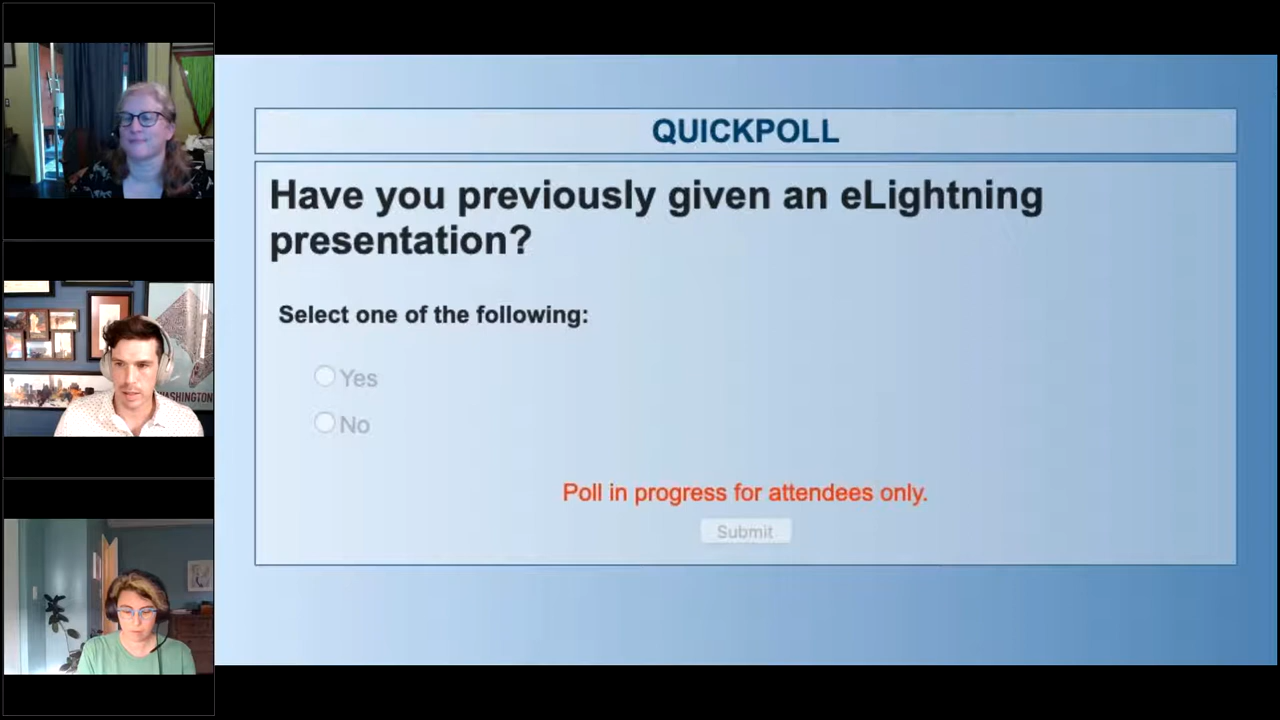 QUICKPOLL
Have you previously given an eLightning
presentation?
Select one of the following:
Yes
No
Poll in progress for attendees only.
Submit
WASHINGTON